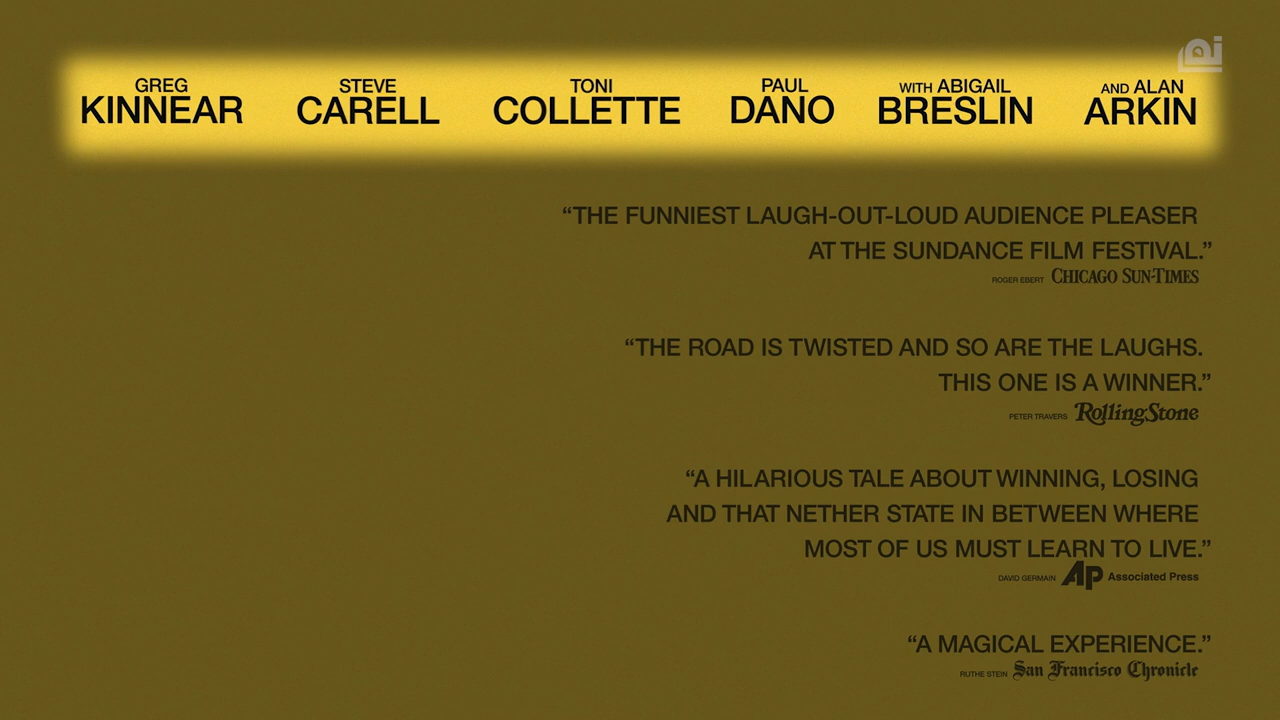 GREG STEVE TONI PAUL WITH ABIGAIL AND ALAN
KINNEAR CARELL COLLETTE DANO BRESLIN ARKIN
“THE FUNNIEST LAUGH-OUT-LOUD AUDIENCE PLEASER
AT THE SUNDANCE FILM FESTIVAL.”
ROGER EBERT CHICAGO SUN-TIMES
“THE ROAD IS TWISTED AND SO ARE THE LAUGHS.
THIS ONE IS A WINNER.”
PETER TRAVERS RollingStone
“A HILARIOUS TALE ABOUT WINNING, LOSING
AND THAT NETHER STATE IN BETWEEN WHERE
MOST OF US MUST LEARN TO LIVE.”
DAVID GERMAIN AP Associated Press
“A MAGICAL EXPERIENCE.”
RUTHE STEIN San Francisco Chronicle